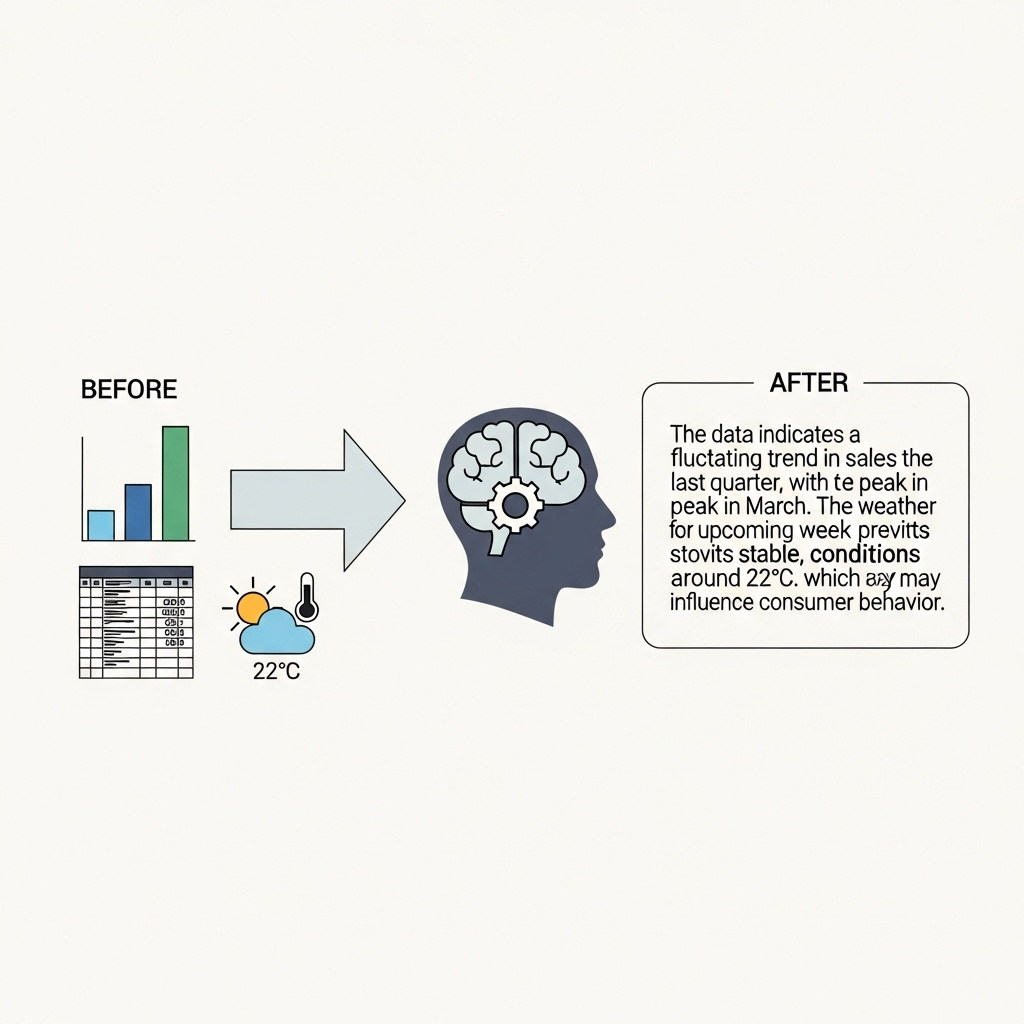 BEFORE
22°C
AFTER
The data indicates a
fluctating trend in sales the
last quarter, with te peak in
peak in March. The weather
for upcoming week previtts
stovits stable, conditions
around 22°C. which may
influence consumer behavior.